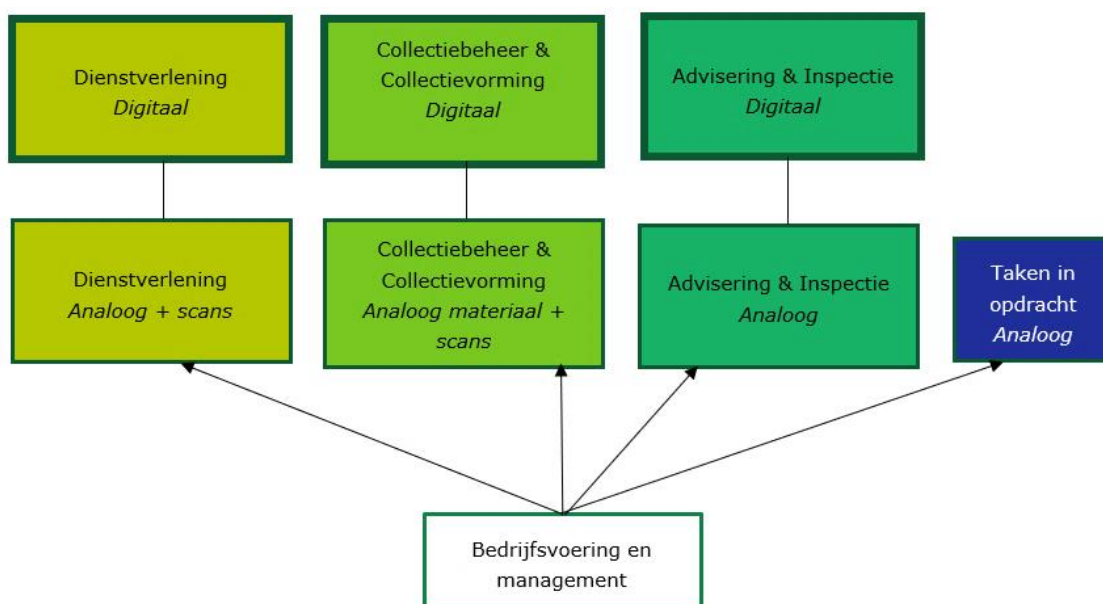 Dienstverlening
Digitaal
Collectiebeheer &
Collectievorming
Digitaal
Advisering & Inspectie
Digitaal
Dienstverlening
Analoog + scans
Collectiebeheer &
Collectievorming
Analoog materiaal +
scans
Advisering & Inspectie
Analoog
Taken in
opdracht
Analoog
Bedrijfsvoering en
management